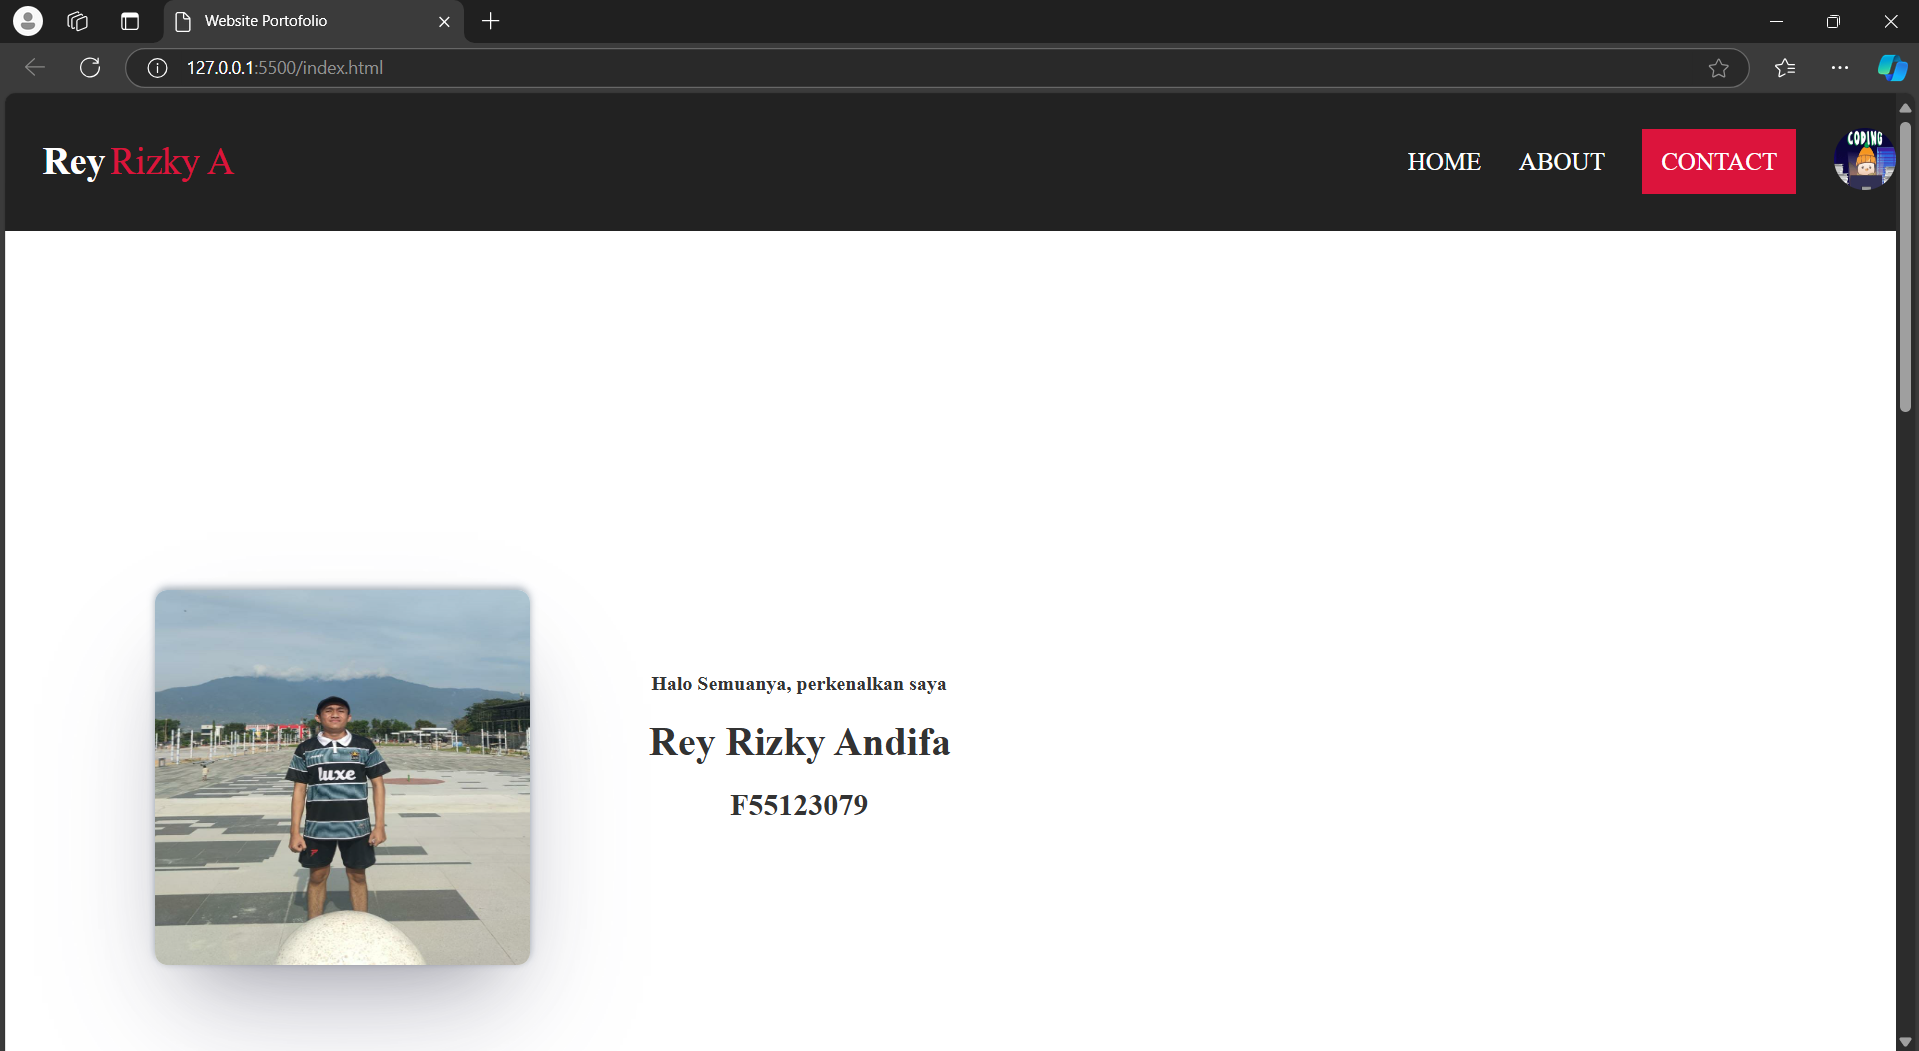 Website Portofolio
127.0.0.1:5500/index.html
Rey Rizky A
HOME
ABOUT
CONTACT
CODING
luxe
Halo Semuanya, perkenalkan saya
Rey Rizky Andifa
F55123079